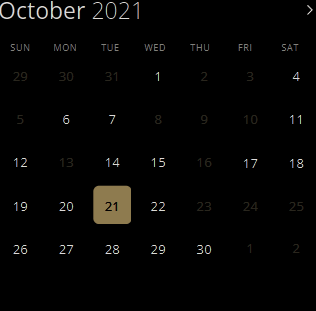 October 2021
SUN MON TUE WED THU FRI SAT
29 30 31 1 2 3 4
5 6 7 8 9 10 11
12 13 14 15 16 17 18
19 20 21 22 23 24 25
26 27 28 29 30 1 2